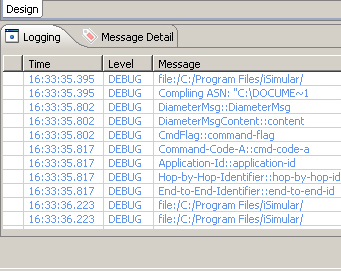 Design
Logging Message Detail
Time Level Message
16:33:35.395 DEBUG file:/C:/Program Files/iSimular/
16:33:35.395 DEBUG Compliing ASN: "C:\DOCUME~1
16:33:35.802 DEBUG DiameterMsg::DiameterMsg
16:33:35.802 DEBUG DiameterMsgContent::content
16:33:35.802 DEBUG CmdFlag::command-flag
16:33:35.817 DEBUG Command-Code-A::cmd-code-a
16:33:35.817 DEBUG Application-Id::application-id
16:33:35.817 DEBUG Hop-by-Hop-Identifier::hop-by-hop-id
16:33:35.817 DEBUG End-to-End-Identifier::end-to-end-id
16:33:36.223 DEBUG file:/C:/Program Files/iSimular/
16:33:36.223 DEBUG file:/C:/Program Files/iSimular/